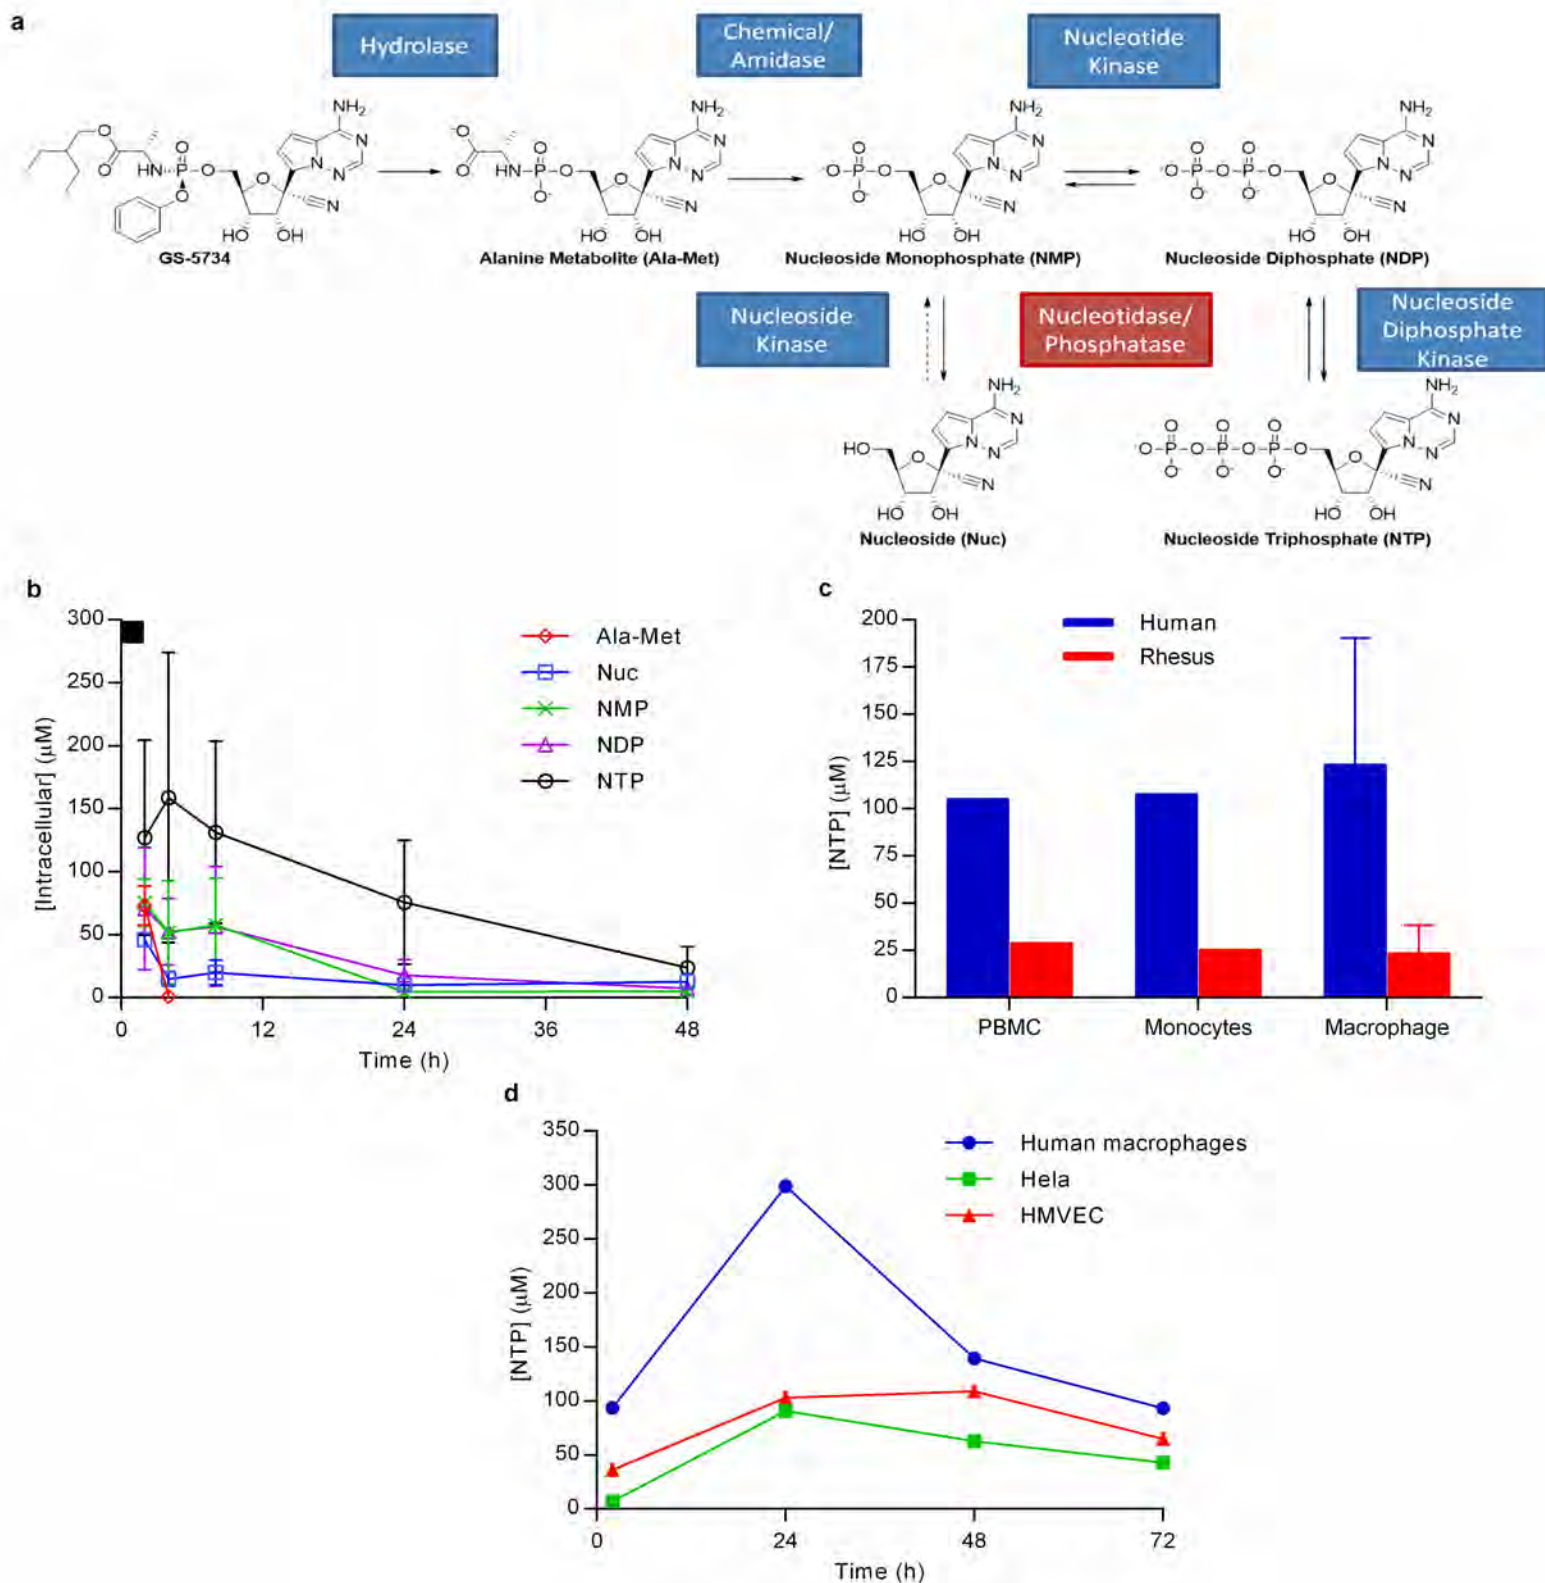 a
Hydrolase
Chemical/
Amidase
Nucleotide
Kinase
GS-5734
Alanine Metabolite (Ala-Met)
Nucleoside Monophosphate (NMP)
Nucleoside Diphosphate (NDP)
Nucleoside
Kinase
Nucleotidase/
Phosphatase
Nucleoside
Diphosphate
Kinase
Nucleoside (Nuc)
Nucleoside Triphosphate (NTP)
b
300
250
200
150
100
50
0
[Intracellular] (μM)
0 12 24 36 48
Time (h)
Ala-Met
Nuc
NMP
NDP
NTP
c
200
175
150
125
100
75
50
25
0
[NTP] (μM)
Human
Rhesus
PBMC Monocytes Macrophage
d
350
300
250
200
150
100
50
0
[NTP] (μM)
0 24 48 72
Time (h)
Human macrophages
Hela
HMVEC